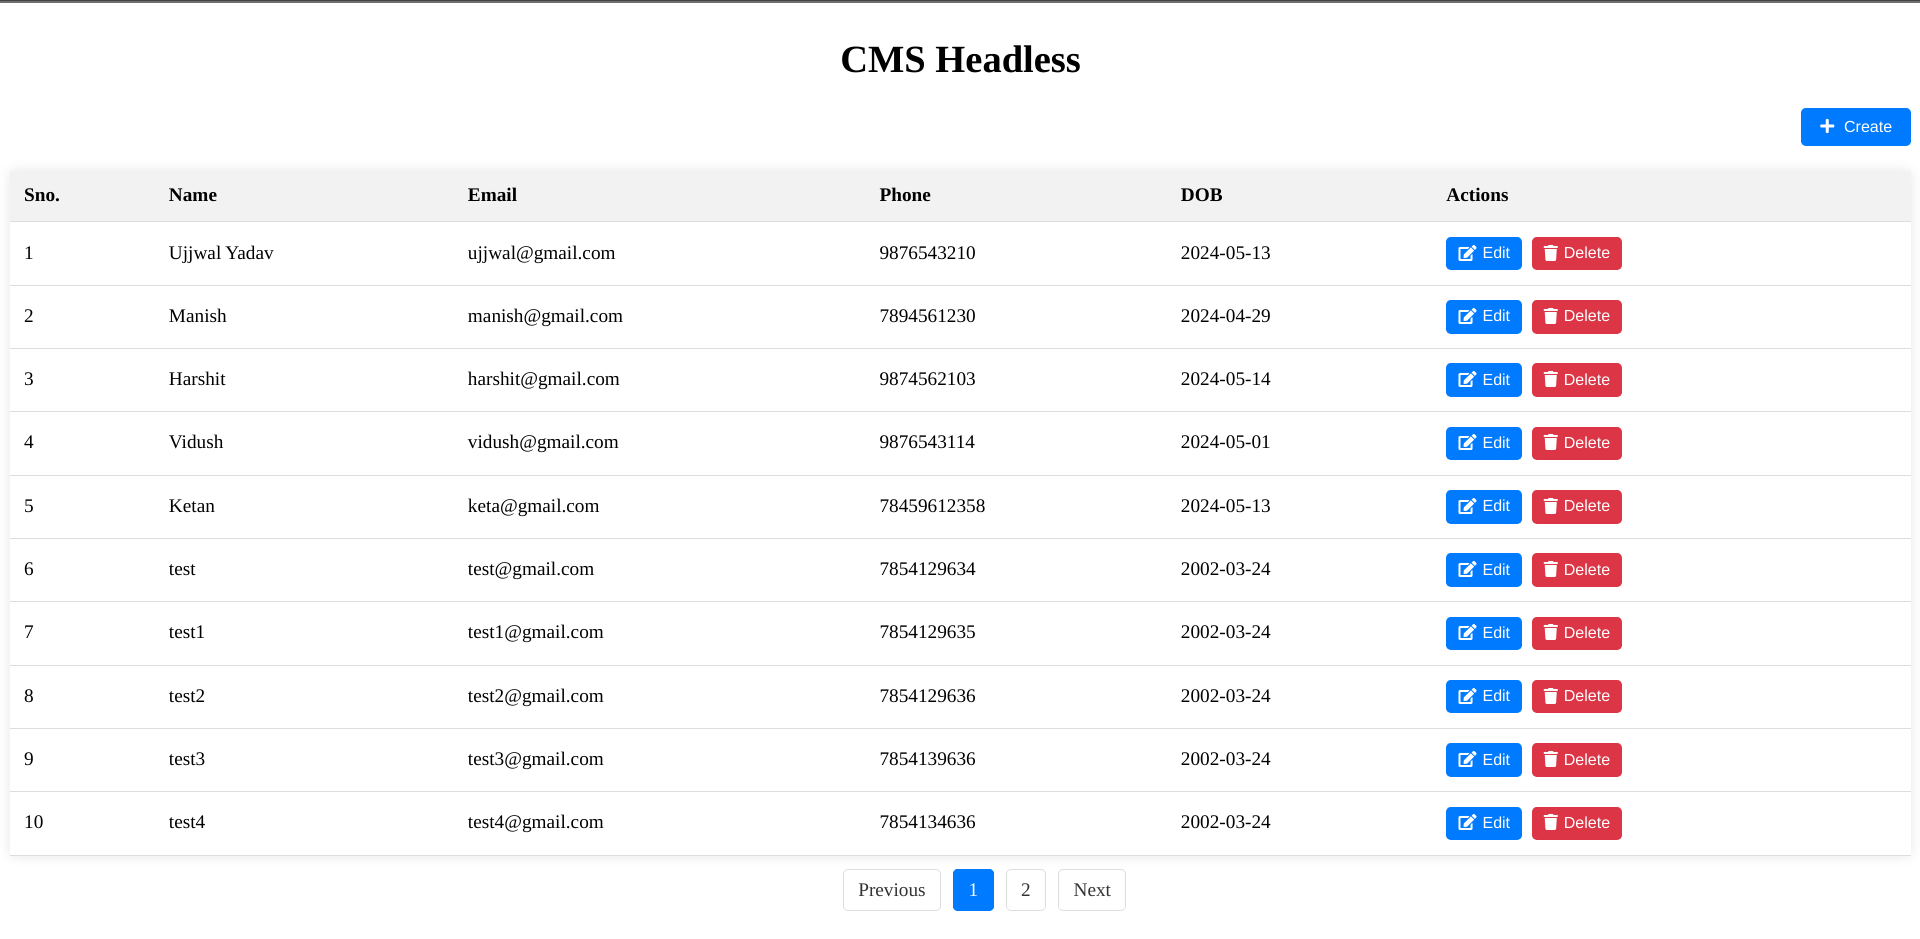 CMS Headless
Create
Sno. Name Email Phone DOB Actions
1 Ujjwal Yadav ujjwal@gmail.com 9876543210 2024-05-13 Edit Delete
2 Manish manish@gmail.com 7894561230 2024-04-29 Edit Delete
3 Harshit harshit@gmail.com 9874562103 2024-05-14 Edit Delete
4 Vidush vidush@gmail.com 9876543114 2024-05-01 Edit Delete
5 Ketan keta@gmail.com 78459612358 2024-05-13 Edit Delete
6 test test@gmail.com 7854129634 2002-03-24 Edit Delete
7 test1 test1@gmail.com 7854129635 2002-03-24 Edit Delete
8 test2 test2@gmail.com 7854129636 2002-03-24 Edit Delete
9 test3 test3@gmail.com 7854139636 2002-03-24 Edit Delete
10 test4 test4@gmail.com 7854134636 2002-03-24 Edit Delete
Previous 1 2 Next